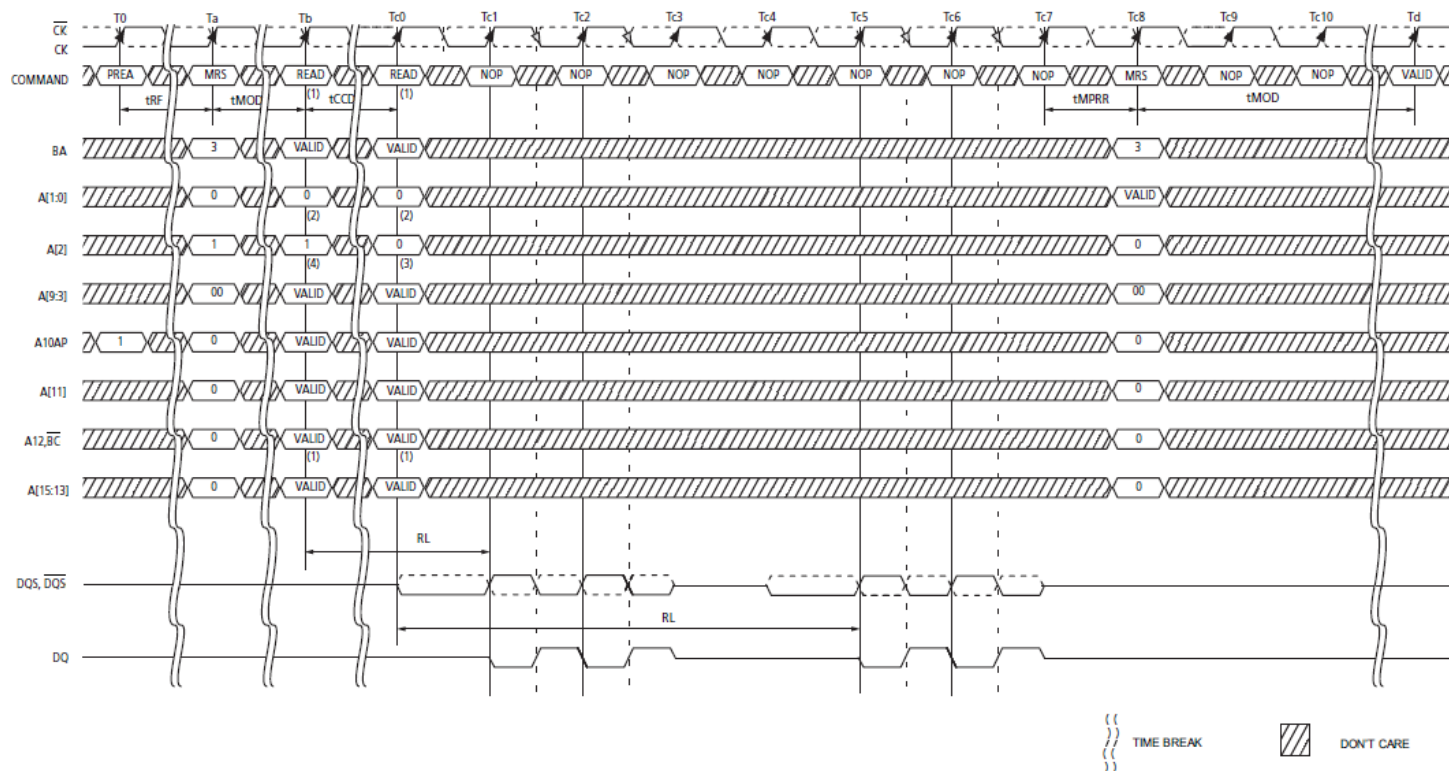 T0 Ta Tb Tc0 Tc1 Tc2 Tc3 Tc4 Tc5 Tc6 Tc7 Tc8 Tc9 Tc10 Td
CK
CK
COMMAND PREA MRS READ READ NOP NOP NOP NOP NOP NOP NOP MRS NOP NOP VALID
(1) (1)
tRF tMOD tCCD tMPRR tMOD
BA 3 VALID VALID 3
A[1:0] 0 0 0 VALID
(2) (2)
A[2] 1 1 0 0
(4) (3)
A[9:3] 00 VALID VALID 00
A10AP 1 0 VALID VALID 0
A[11] 0 VALID VALID 0
A12,BC 0 VALID VALID 0
(1) (1)
A[15:13] 0 VALID VALID 0
RL
DQS, DQS
RL
DQ
TIME BREAK DON'T CARE